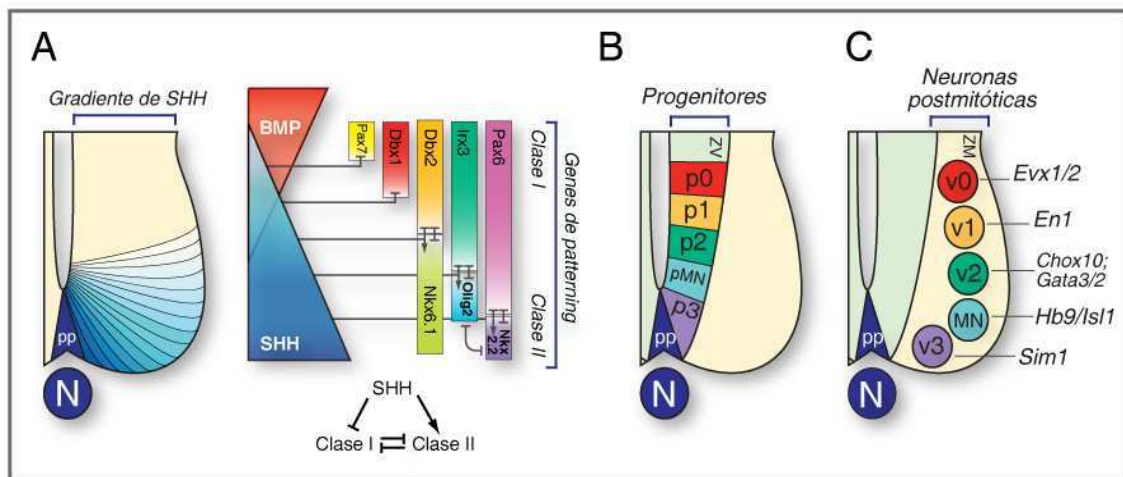 A
Gradiente de SHH
pp
N
BMP
SHH
Pax7
Dbx1
Dbx2
Nkx6.1
Irx3
Olig2
Pax6
Nkx
2.2
Clase I
Clase II
Genes de patterning
SHH
Clase I
Clase II
B
Progenitores
ZV
p0
p1
p2
pMN
p3
pp
N
C
Neuronas
postmitóticas
ZM
v0
Evx1/2
v1
En1
v2
Chox10;
Gata3/2
MN
Hb9/Isl1
v3
Sim1
pp
N